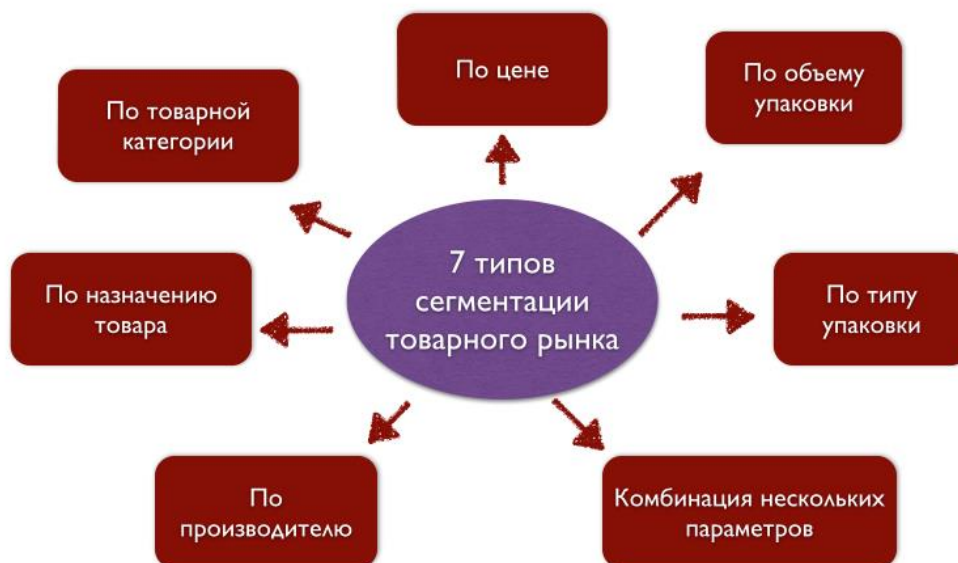 По цене
По объему
упаковки
По товарной
категории
7 типов
сегментации
товарного рынка
По назначению
товара
По типу
упаковки
По
производителю
Комбинация нескольких
параметров